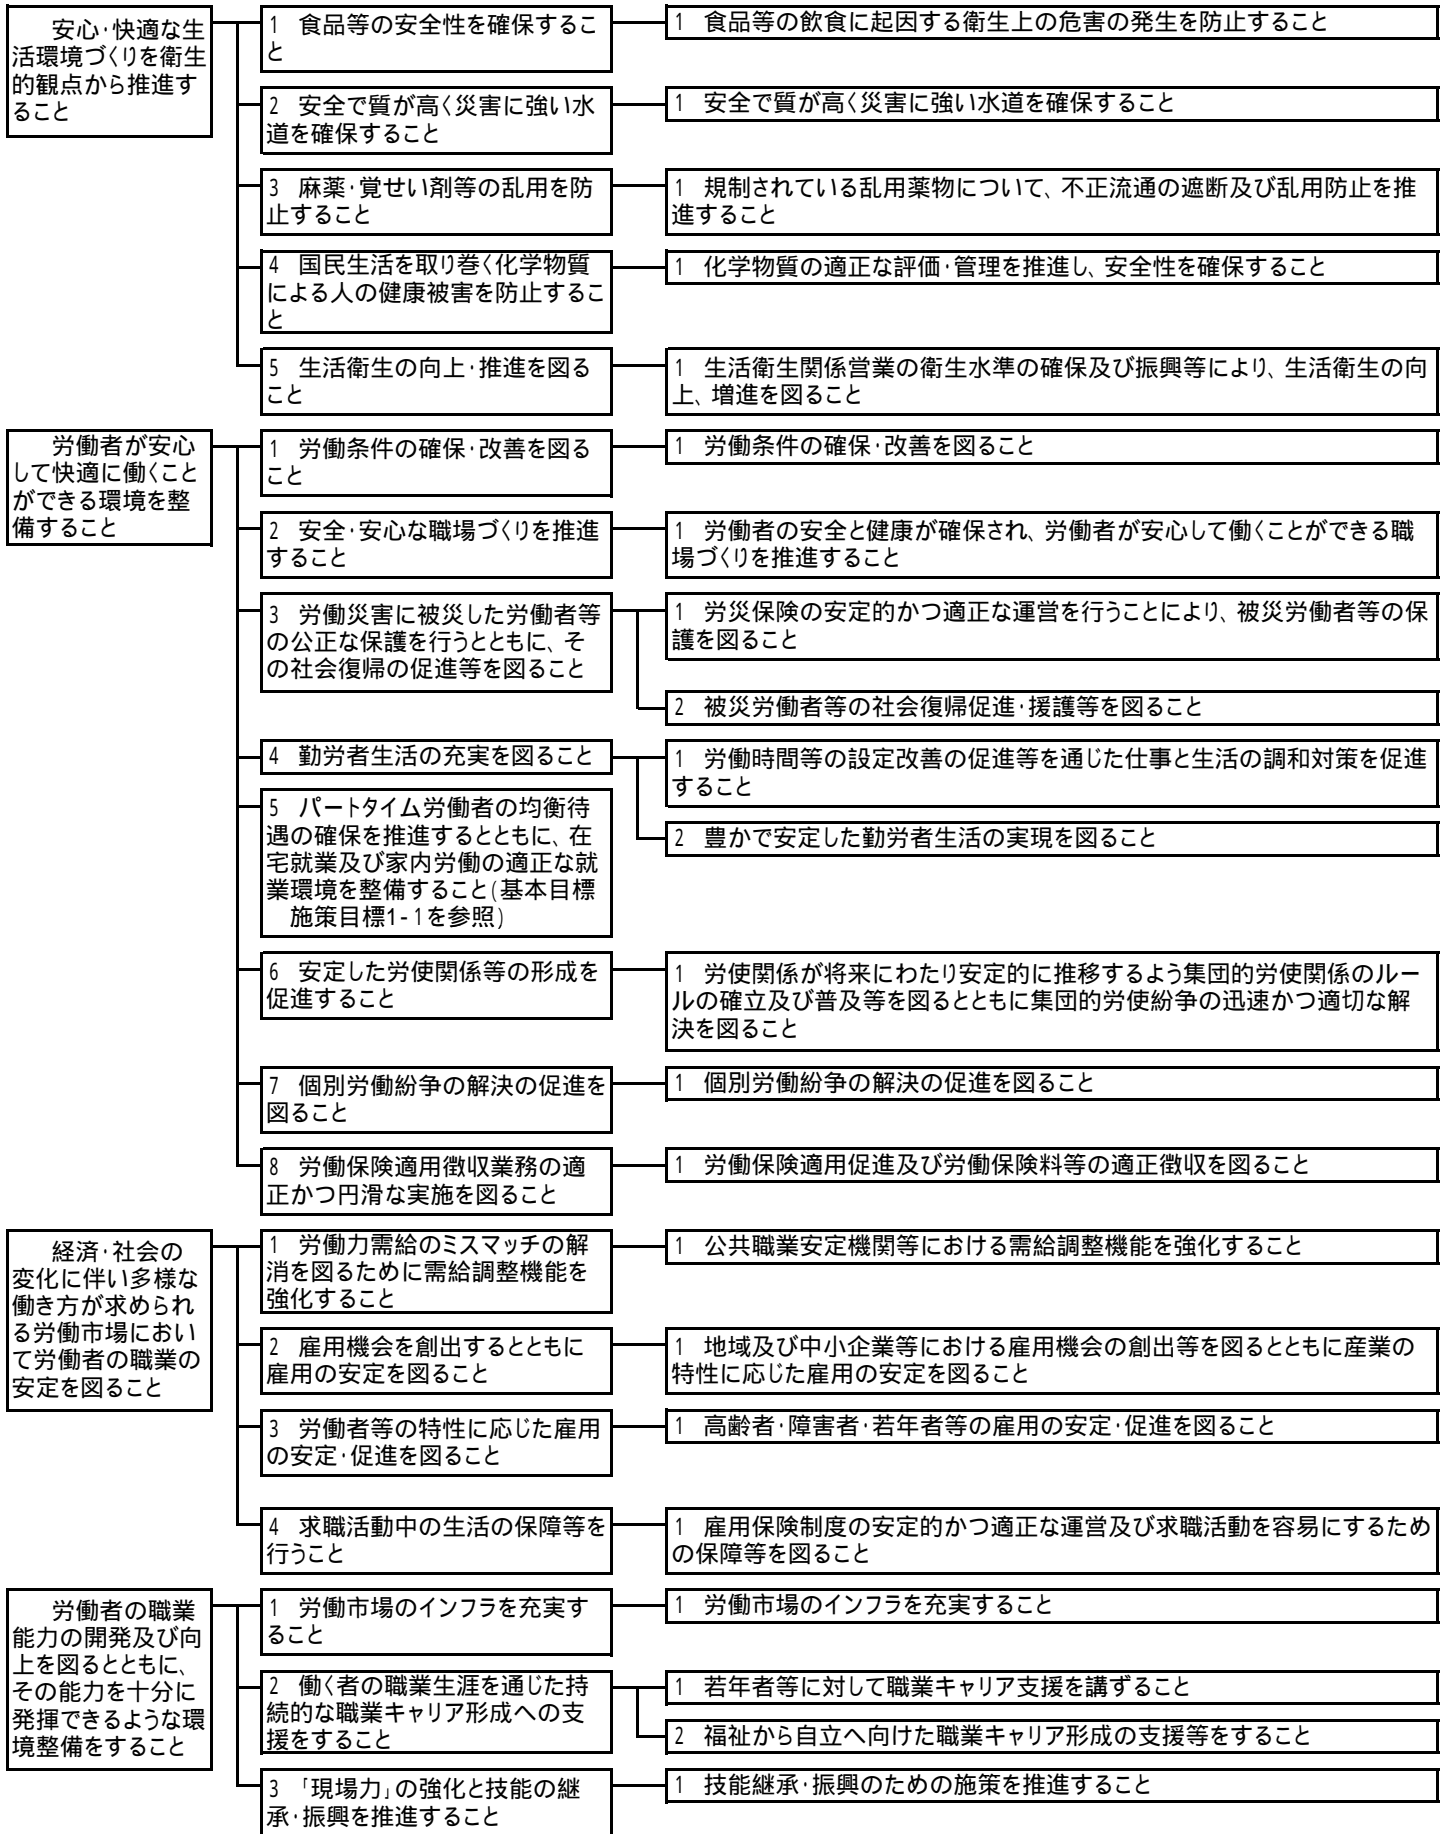 安心・快適な生
活環境づくりを衛生
的観点から推進す
ること
1 食品等の安全性を確保するこ
と
1 食品等の飲食に起因する衛生上の危害の発生を防止すること
2 安全で質が高く災害に強い水
道を確保すること
1 安全で質が高く災害に強い水道を確保すること
3 麻薬・覚せい剤等の乱用を防
止すること
1 規制されている乱用薬物について、不正流通の遮断及び乱用防止を推
進すること
4 国民生活を取り巻く化学物質
による人の健康被害を防止するこ
と
1 化学物質の適正な評価・管理を推進し、安全性を確保すること
5 生活衛生の向上・推進を図る
こと
1 生活衛生関係営業の衛生水準の確保及び振興等により、生活衛生の向
上、増進を図ること
労働者が安心
して快適に働くこと
ができる環境を整
備すること
1 労働条件の確保・改善を図る
こと
1 労働条件の確保・改善を図ること
2 安全・安心な職場づくりを推進
すること
1 労働者の安全と健康が確保され、労働者が安心して働くことができる職
場づくりを推進すること
3 労働災害に被災した労働者等
の公正な保護を行うとともに、そ
の社会復帰の促進等を図ること
1 労災保険の安定的かつ適正な運営を行うことにより、被災労働者等の保
護を図ること
2 被災労働者等の社会復帰促進・援護等を図ること
4 勤労者生活の充実を図ること
1 労働時間等の設定改善の促進等を通じた仕事と生活の調和対策を促進
すること
2 豊かで安定した勤労者生活の実現を図ること
5 パートタイム労働者の均衡待
遇の確保を推進するとともに、在
宅就業及び家内労働の適正な就
業環境を整備すること(基本目標
施策目標1-1を参照)
6 安定した労使関係等の形成を
促進すること
1 労使関係が将来にわたり安定的に推移するよう集団的労使関係のルー
ルの確立及び普及等を図るとともに集団的労使紛争の迅速かつ適切な解
決を図ること
7 個別労働紛争の解決の促進を
図ること
1 個別労働紛争の解決の促進を図ること
8 労働保険適用徴収業務の適
正かつ円滑な実施を図ること
1 労働保険適用促進及び労働保険料等の適正徴収を図ること
経済・社会の
変化に伴い多様な
働き方が求められ
る労働市場におい
て労働者の職業の
安定を図ること
1 労働力需給のミスマッチの解
消を図るために需給調整機能を
強化すること
1 公共職業安定機関等における需給調整機能を強化すること
2 雇用機会を創出するとともに
雇用の安定を図ること
1 地域及び中小企業等における雇用機会の創出等を図るとともに産業の
特性に応じた雇用の安定を図ること
3 労働者等の特性に応じた雇用
の安定・促進を図ること
1 高齢者・障害者・若年者等の雇用の安定・促進を図ること
4 求職活動中の生活の保障等を
行うこと
1 雇用保険制度の安定的かつ適正な運営及び求職活動を容易にするため
の保障等を図ること
労働者の職業
能力の開発及び向
上を図るとともに、
その能力を十分に
発揮できるような環
境整備をすること
1 労働市場のインフラを充実す
ること
1 労働市場のインフラを充実すること
2 働く者の職業生涯を通じた持
続的な職業キャリア形成への支
援をすること
1 若年者等に対して職業キャリア支援を講ずること
2 福祉から自立へ向けた職業キャリア形成の支援等をすること
3 「現場力」の強化と技能の継
承・振興を推進すること
1 技能継承・振興のための施策を推進すること